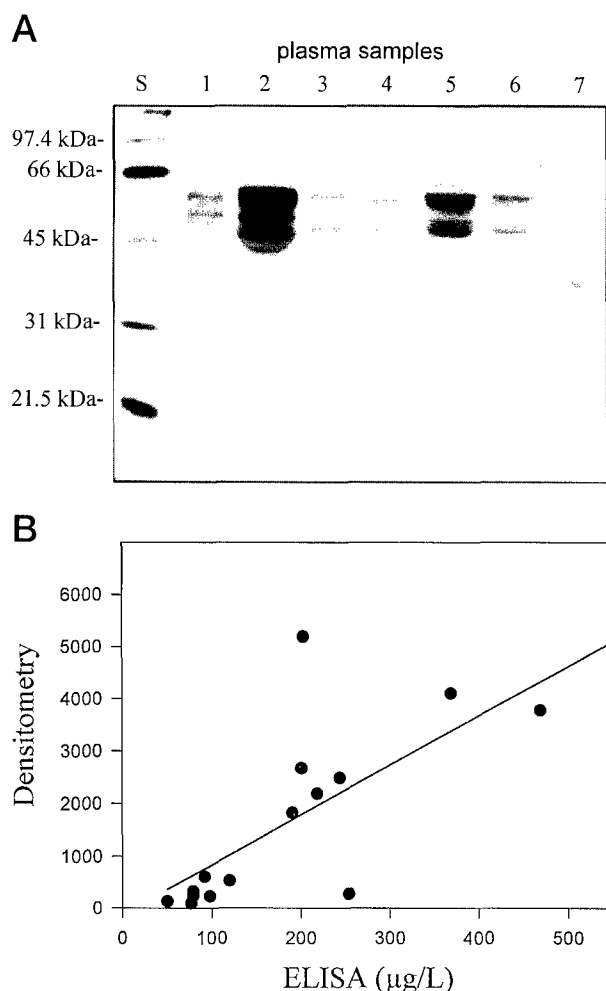 A
plasma samples
S 1 2 3 4 5 6 7
97.4 kDa-
66 kDa-
45 kDa-
31 kDa-
21.5 kDa-
B
6000
5000
4000
3000
2000
1000
0
Densitometry
0 100 200 300 400 500
ELISA (µg/L)